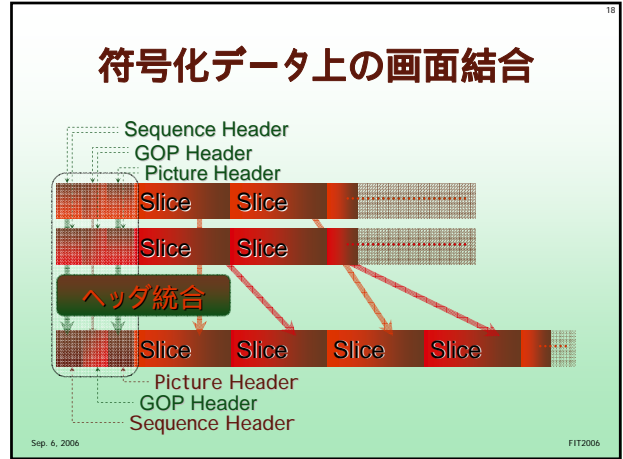 18
符号化データ上の画面結合
Sequence Header
GOP Header
Picture Header
Slice Slice
Slice Slice
ヘッダ統合
Slice Slice Slice Slice
Picture Header
GOP Header
Sequence Header
Sep. 6, 2006 FIT2006